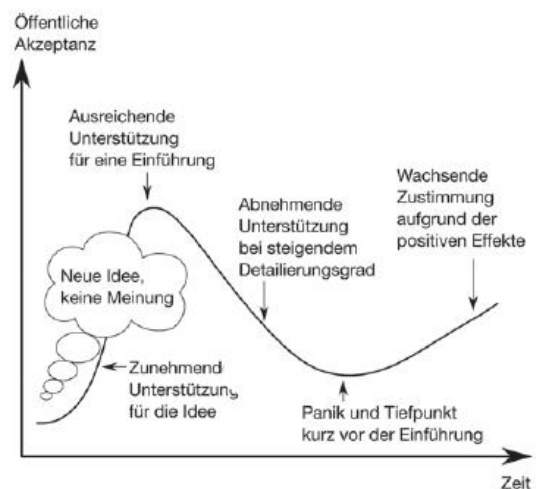 Öffentliche
Akzeptanz
Ausreichende
Unterstützung
für eine Einführung
Abnehmende
Unterstützung
bei steigendem
Detailierungsgrad
Wachsende
Zustimmung
aufgrund der
positiven Effekte
Neue Idee,
keine Meinung
Zunehmend
Unterstützung
für die Idee
Panik und Tiefpunkt
kurz vor der Einführung
Zeit